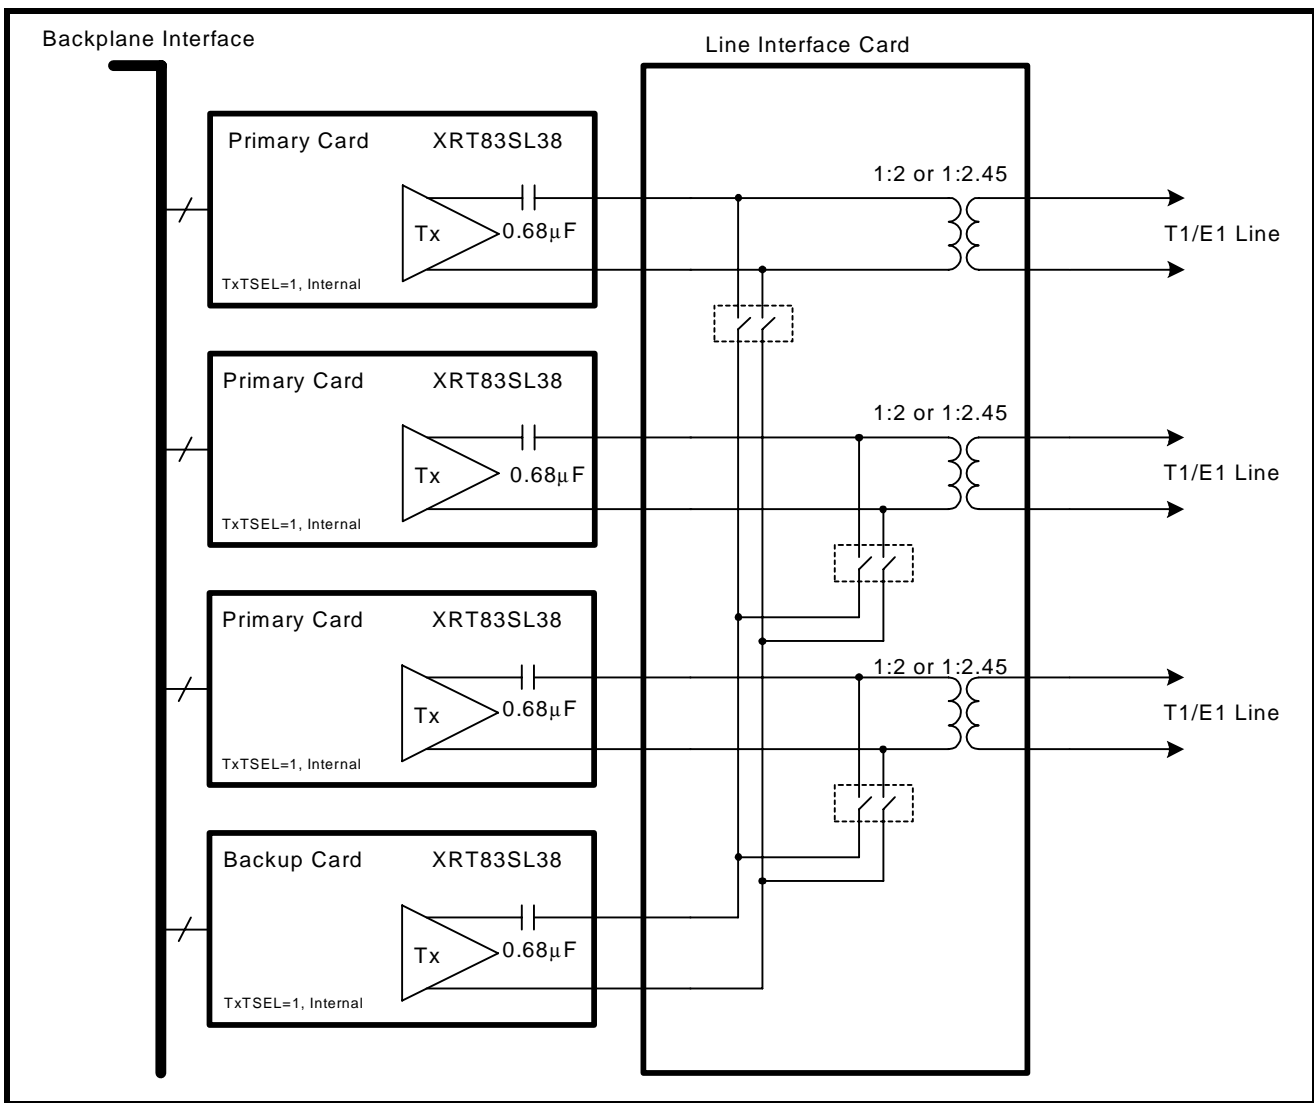 Backplane Interface
Line Interface Card
Primary Card XRT83SL38
1:2 or 1:2.45
Tx
0.68μF
T1/E1 Line
TxTSEL=1, Internal
Primary Card XRT83SL38
1:2 or 1:2.45
Tx
0.68μF
T1/E1 Line
TxTSEL=1, Internal
Primary Card XRT83SL38
1:2 or 1:2.45
Tx
0.68μF
T1/E1 Line
TxTSEL=1, Internal
Backup Card XRT83SL38
Tx
0.68μF
TxTSEL=1, Internal